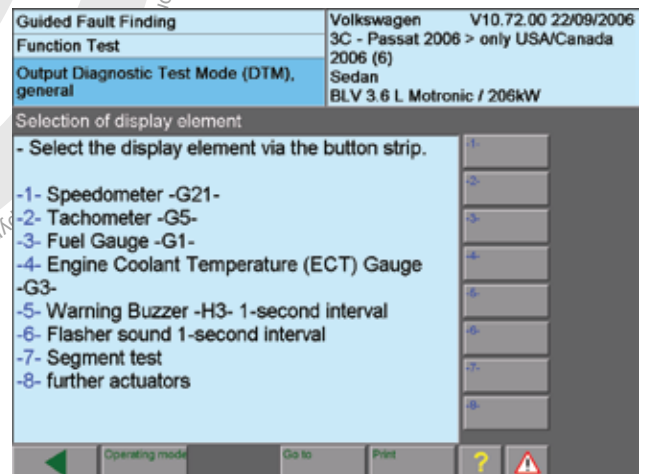 Guided Fault Finding
Function Test
Output Diagnostic Test Mode (DTM),
general
Volkswagen V10.72.00 22/09/2006
3C - Passat 2006 > only USA/Canada
2006 (6)
Sedan
BLV 3.6 L Motronic / 206kW
Selection of display element
- Select the display element via the button strip.
-1- Speedometer -G21-
-2- Tachometer -G5-
-3- Fuel Gauge -G1-
-4- Engine Coolant Temperature (ECT) Gauge
-G3-
-5- Warning Buzzer -H3- 1-second interval
-6- Flasher sound 1-second interval
-7- Segment test
-8- further actuators
-1-
-2-
-3-
-4-
-5-
-6-
-7-
-8-
Operating mode
Go to
Print
?
!